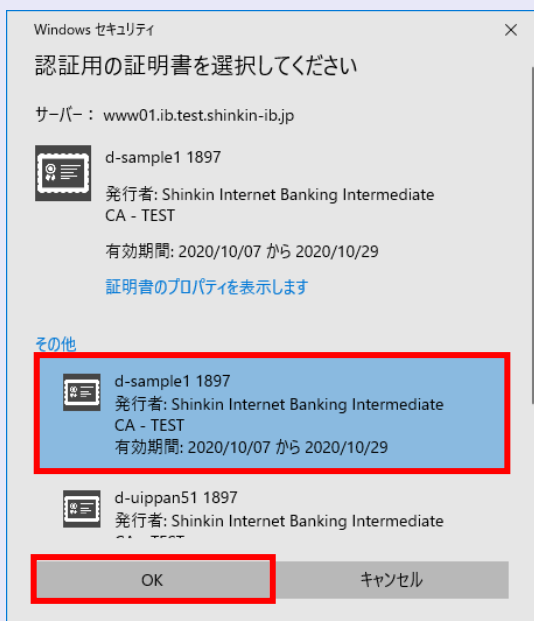 Windows セキュリティ
認証用の証明書を選択してください
サーバー： www01.ib.test.shinkin-ib.jp
d-sample1 1897
発行者: Shinkin Internet Banking Intermediate
CA - TEST
有効期間: 2020/10/07 から 2020/10/29
証明書のプロパティを表示します
その他
d-sample1 1897
発行者: Shinkin Internet Banking Intermediate
CA - TEST
有効期間: 2020/10/07 から 2020/10/29
d-uippan51 1897
発行者: Shinkin Internet Banking Intermediate
OK
キャンセル